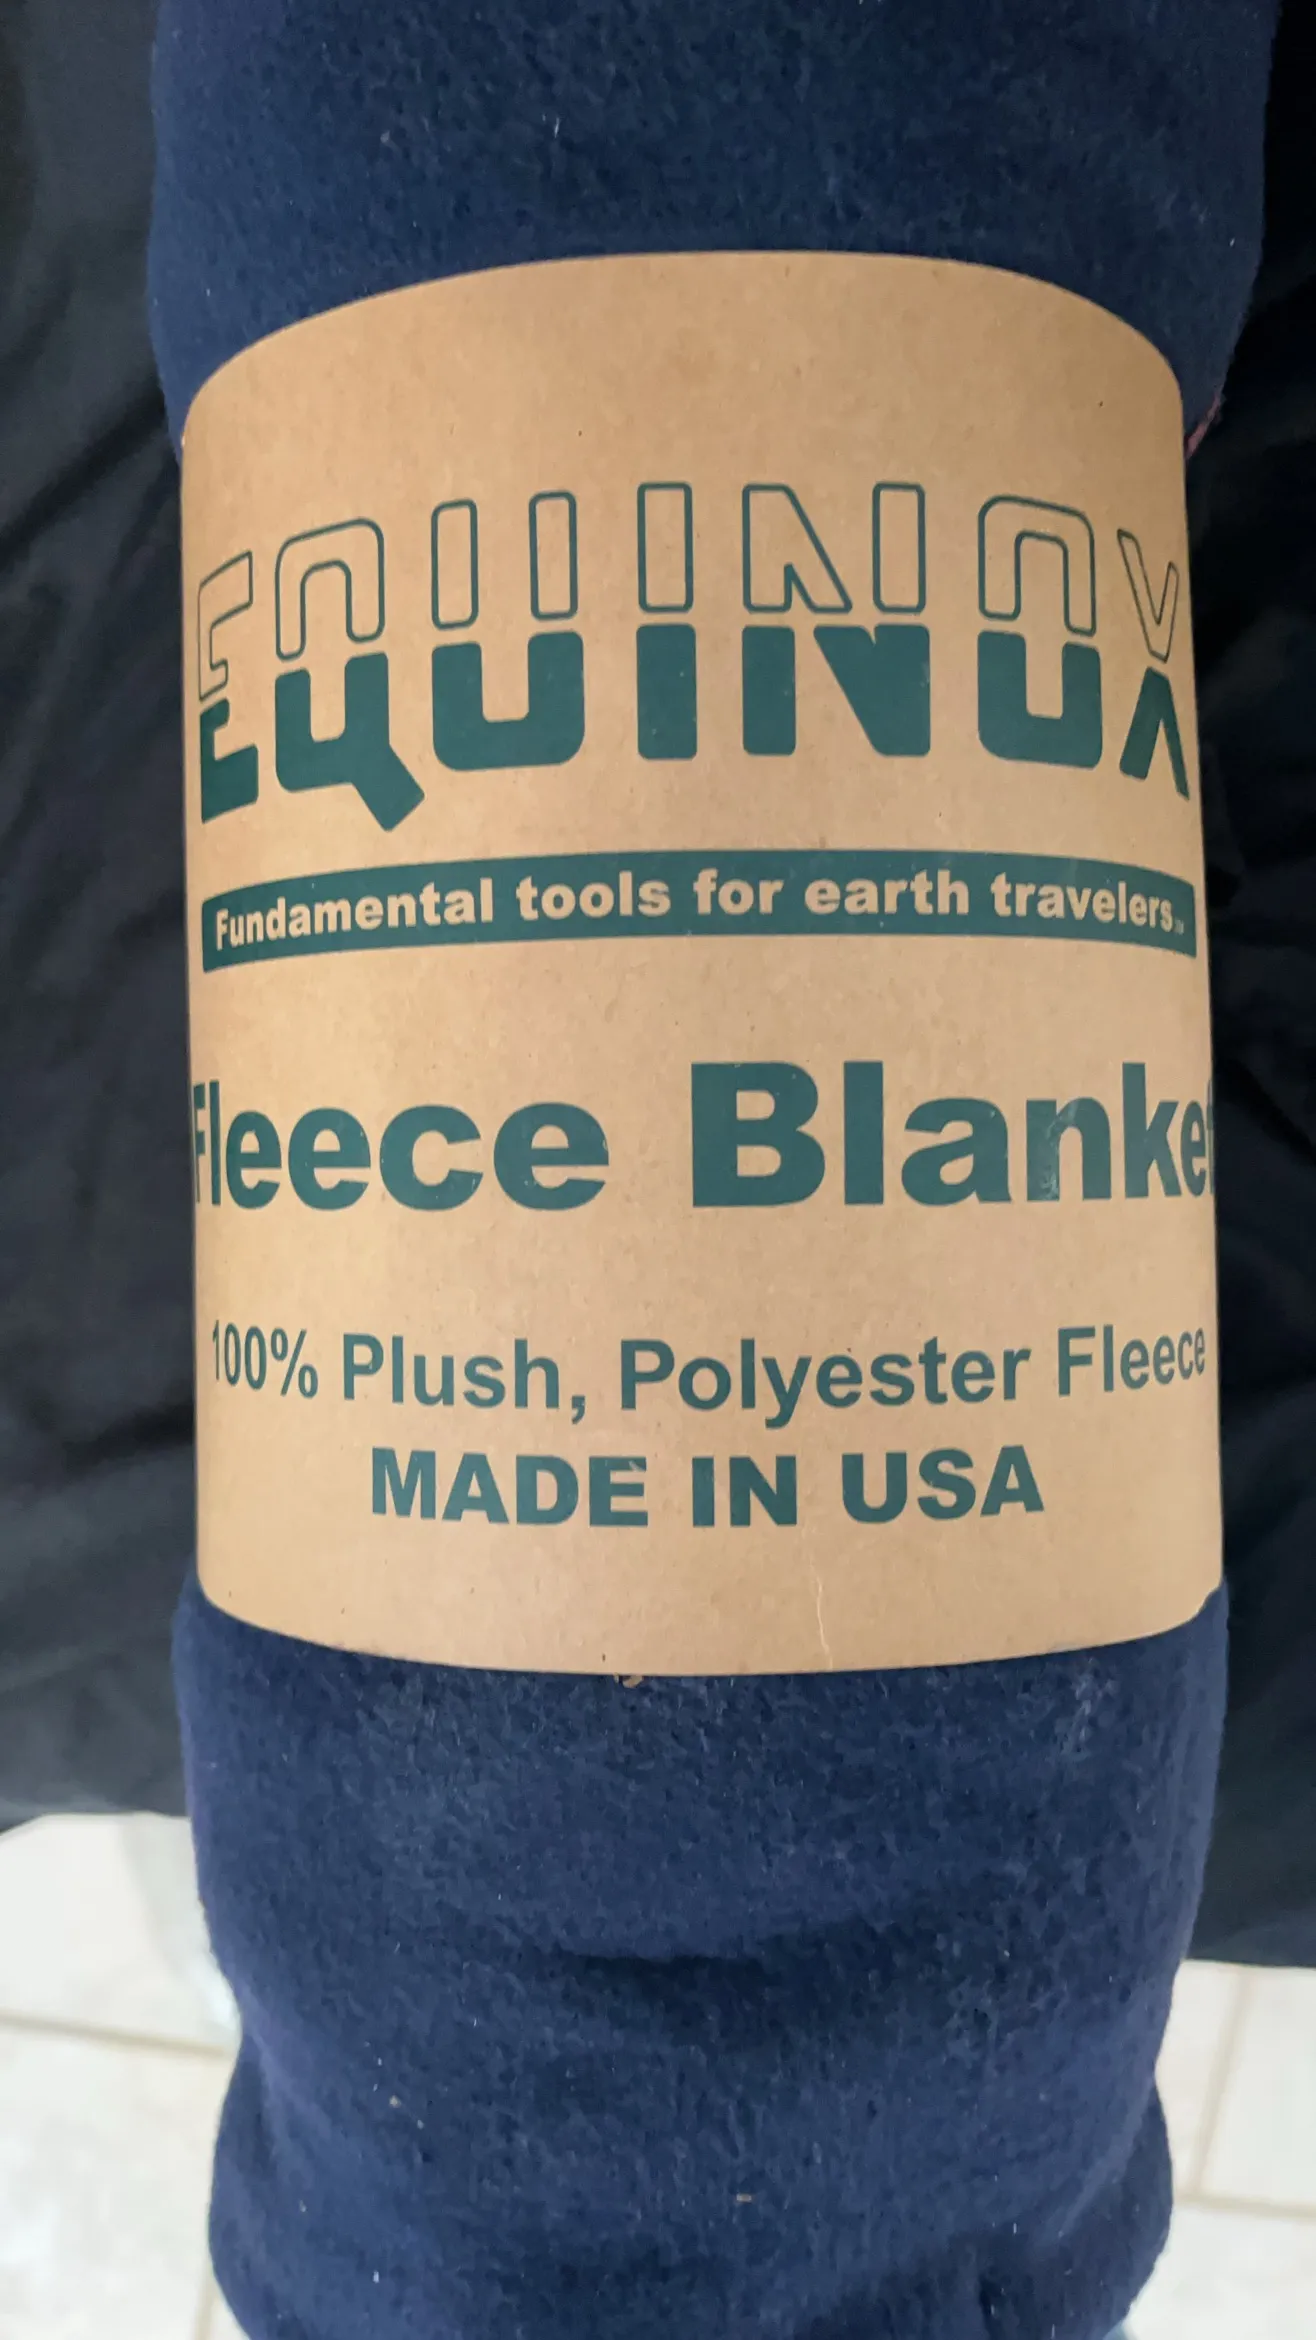 EQUINOX
Fundamental tools for earth travelers
Fleece Blanket
100% Plush, Polyester Fleece
MADE IN USA